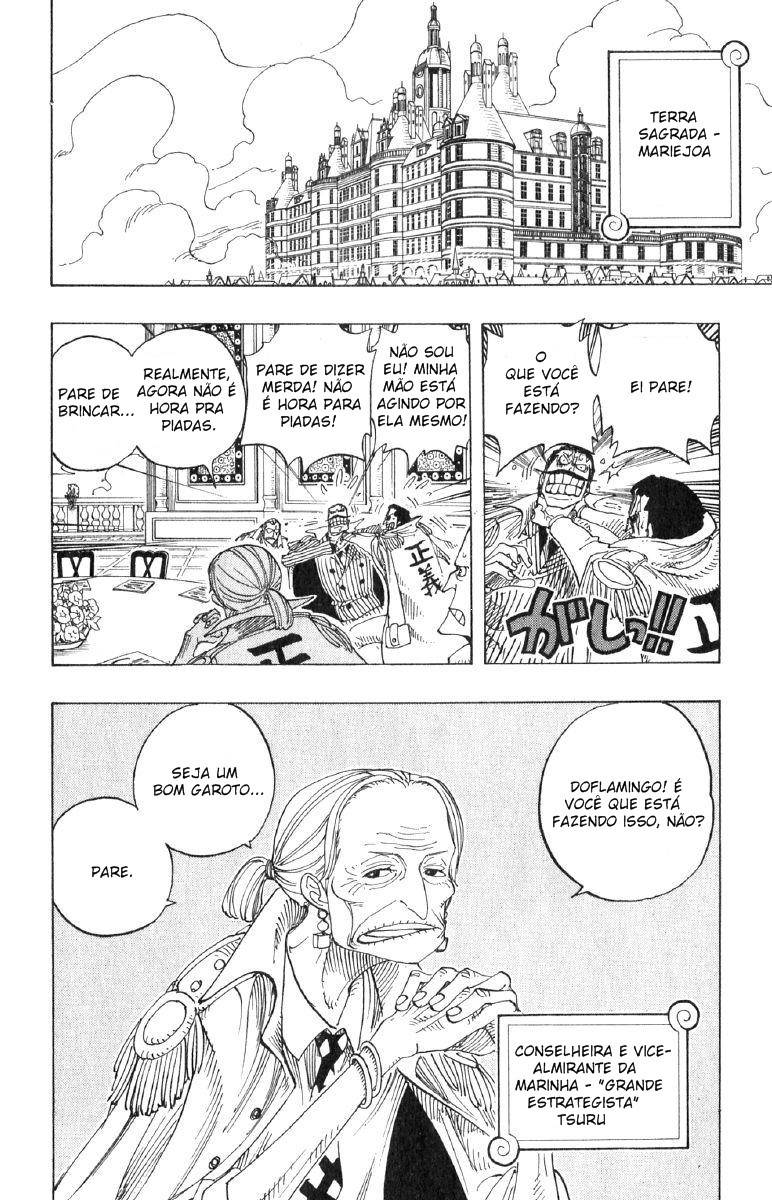 TERRA
SAGRADA -
MARIEJOA
EI PARE!
O
QUE VOCÊ
ESTÁ
FAZENDO?
がしっ!!
正
NÃO SOU
EU! MINHA
MÃO ESTÁ
AGINDO POR
ELA MESMO!
PARE DE DIZER
MERDA! NÃO
É HORA PARA
PIADAS!
REALMENTE,
AGORA NÃO É
HORA PRA
PIADAS.
PARE DE
BRINCAR...
正義
正
DOFLAMINGO! É
VOCÊ QUE ESTÁ
FAZENDO ISSO, NÃO?
SEJA UM
BOM GAROTO...
PARE.
CONSELHEIRA E VICE-
ALMIRANTE DA
MARINHA - "GRANDE
ESTRATEGISTA"
TSURU